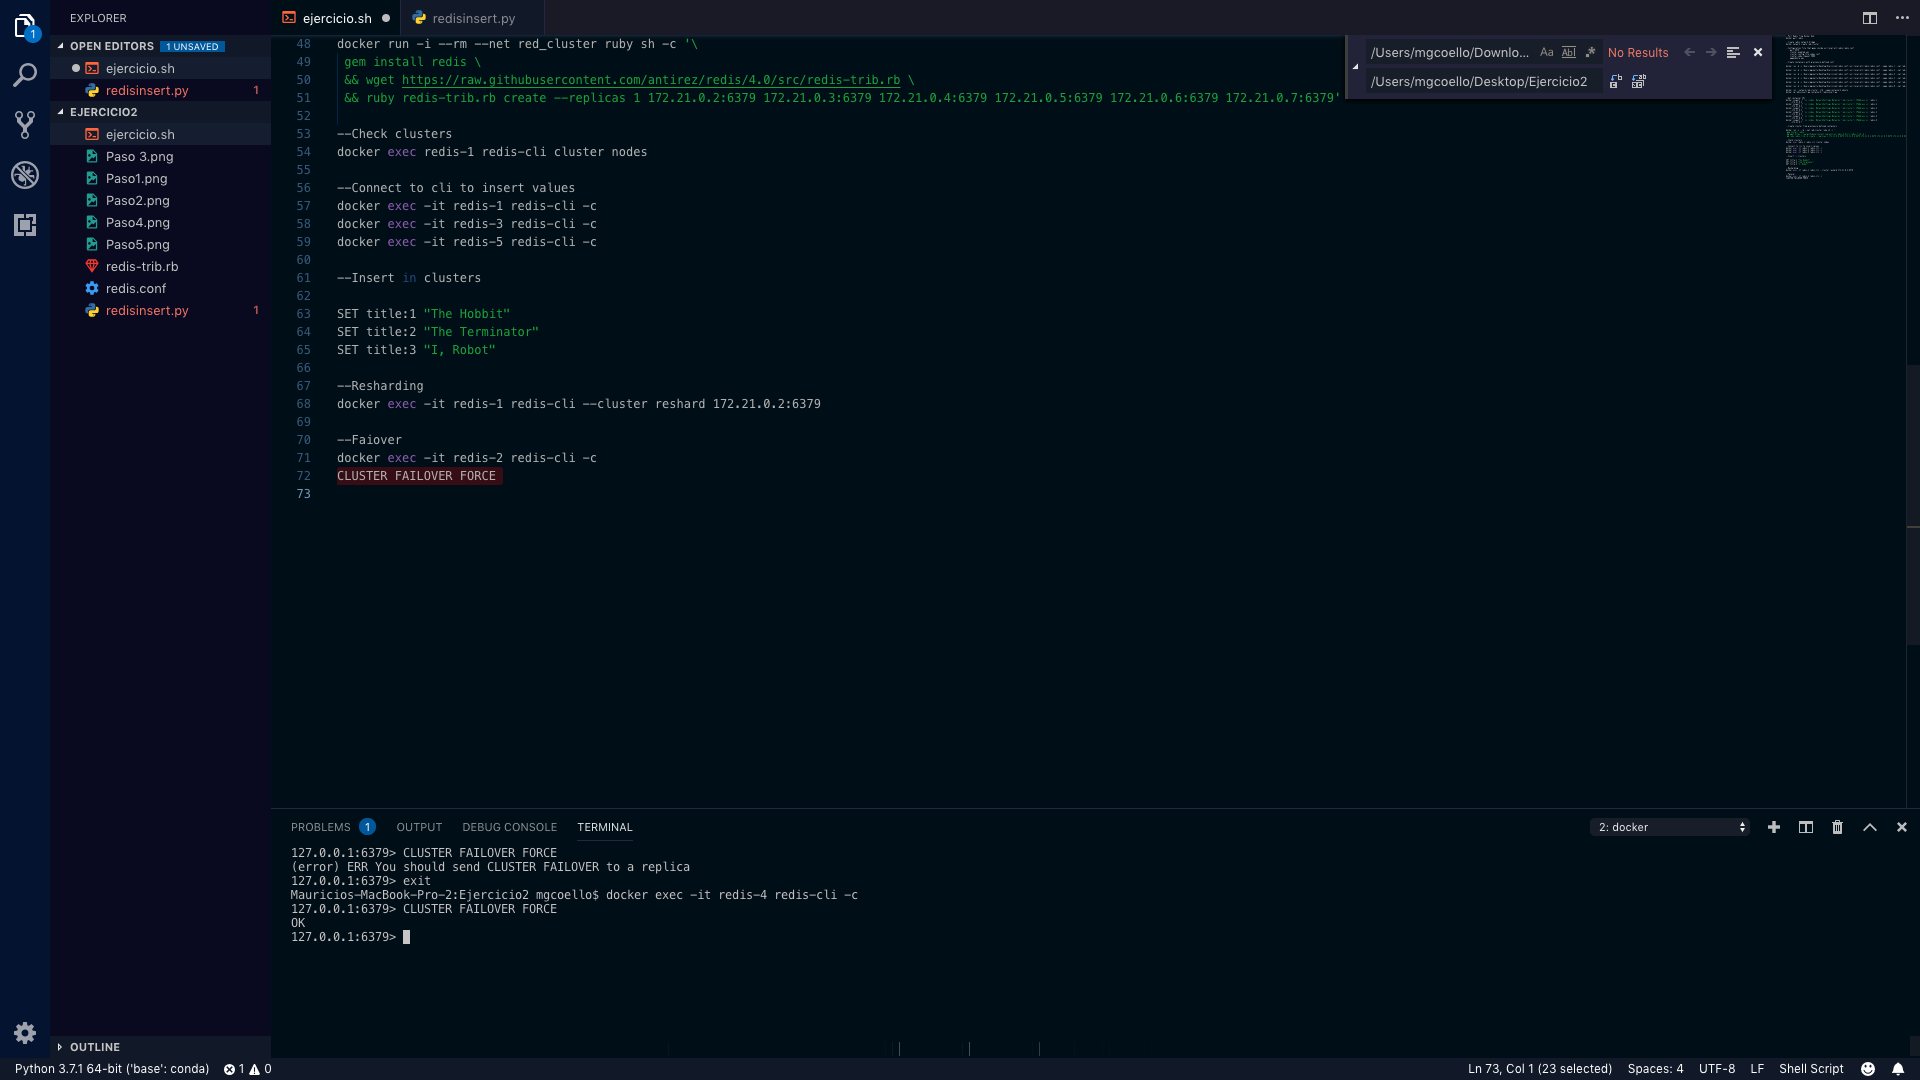 EXPLORER
OPEN EDITORS 1 UNSAVED
ejercicio.sh
redisinsert.py 1
EJERCICIO2
ejercicio.sh
Paso 3.png
Paso1.png
Paso2.png
Paso4.png
Paso5.png
redis-trib.rb
redis.conf
redisinsert.py 1
OUTLINE
1
ejercicio.sh
redisinsert.py
/Users/mgcoello/Downlo... Aa Abl .* No Results
/Users/mgcoello/Desktop/Ejercicio2
48 docker run -i --rm --net red_cluster ruby sh -c '\
49 gem install redis \
50 && wget https://raw.githubusercontent.com/antirez/redis/4.0/src/redis-trib.rb \
51 && ruby redis-trib.rb create --replicas 1 172.21.0.2:6379 172.21.0.3:6379 172.21.0.4:6379 172.21.0.5:6379 172.21.0.6:6379 172.21.0.7:6379'
52
53 --Check clusters
54 docker exec redis-1 redis-cli cluster nodes
55
56 --Connect to cli to insert values
57 docker exec -it redis-1 redis-cli -c
58 docker exec -it redis-3 redis-cli -c
59 docker exec -it redis-5 redis-cli -c
60
61 --Insert in clusters
62
63 SET title:1 "The Hobbit"
64 SET title:2 "The Terminator"
65 SET title:3 "I, Robot"
66
67 --Resharding
68 docker exec -it redis-1 redis-cli --cluster reshard 172.21.0.2:6379
69
70 --Faiover
71 docker exec -it redis-2 redis-cli -c
72 CLUSTER FAILOVER FORCE
73
PROBLEMS 1 OUTPUT DEBUG CONSOLE TERMINAL 2: docker
127.0.0.1:6379> CLUSTER FAILOVER FORCE
(error) ERR You should send CLUSTER FAILOVER to a replica
127.0.0.1:6379> exit
Mauricios-MacBook-Pro-2:Ejercicio2 mgcoello$ docker exec -it redis-4 redis-cli -c
127.0.0.1:6379> CLUSTER FAILOVER FORCE
OK
127.0.0.1:6379>
Python 3.7.1 64-bit ('base': conda) 1 0 Ln 73, Col 1 (23 selected) Spaces: 4 UTF-8 LF Shell Script